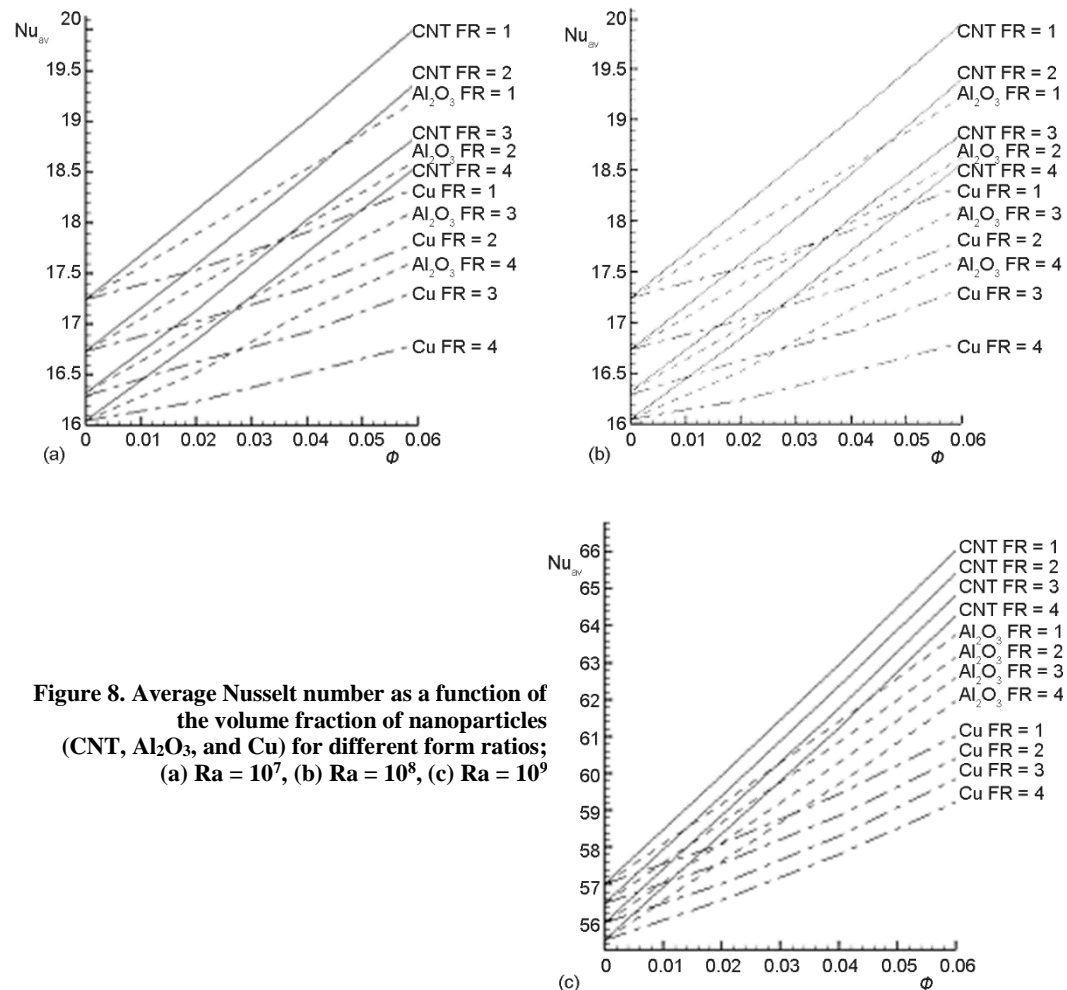 Nu_av
20
19.5
19
18.5
18
17.5
17
16.5
16
0 0.01 0.02 0.03 0.04 0.05 0.06
(a)
Φ
CNT FR = 1
CNT FR = 2
Al₂O₃ FR = 1
CNT FR = 3
Al₂O₃ FR = 2
CNT FR = 4
Cu FR = 1
Al₂O₃ FR = 3
Cu FR = 2
Al₂O₃ FR = 4
Cu FR = 3
Cu FR = 4
Nu_av
20
19.5
19
18.5
18
17.5
17
16.5
16
0 0.01 0.02 0.03 0.04 0.05 0.06
(b)
Φ
CNT FR = 1
CNT FR = 2
Al₂O₃ FR = 1
CNT FR = 3
Al₂O₃ FR = 2
CNT FR = 4
Cu FR = 1
Al₂O₃ FR = 3
Cu FR = 2
Al₂O₃ FR = 4
Cu FR = 3
Cu FR = 4
Figure 8. Average Nusselt number as a function of
the volume fraction of nanoparticles
(CNT, Al₂O₃, and Cu) for different form ratios;
(a) Ra = 10⁷, (b) Ra = 10⁸, (c) Ra = 10⁹
Nu_av
66
65
64
63
62
61
60
59
58
57
56
0 0.01 0.02 0.03 0.04 0.05 0.06
(c)
Φ
CNT FR = 1
CNT FR = 2
CNT FR = 3
CNT FR = 4
Al₂O₃ FR = 1
Al₂O₃ FR = 2
Al₂O₃ FR = 3
Al₂O₃ FR = 4
Cu FR = 1
Cu FR = 2
Cu FR = 3
Cu FR = 4